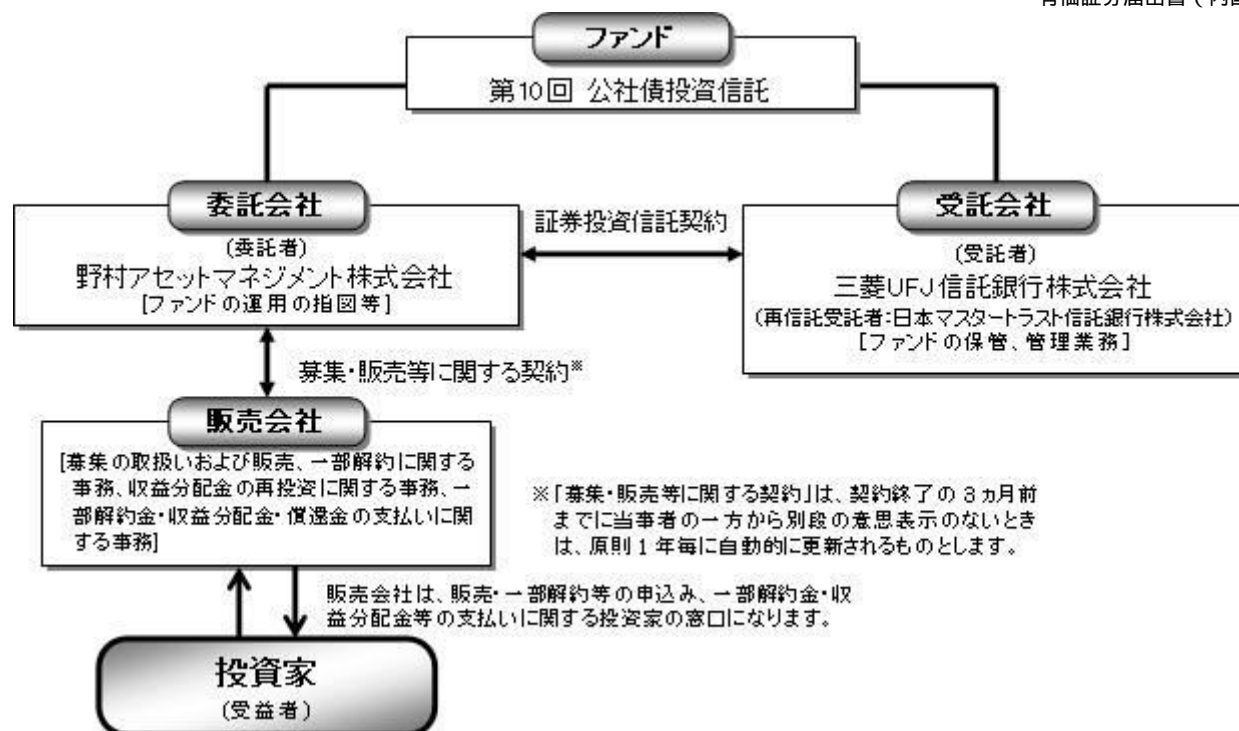 ファンド
第10回 公社債投資信託
委託会社
(委託者)
野村アセットマネジメント株式会社
[ファンドの運用の指図等]
証券投資信託契約
受託会社
(受託者)
三菱UFJ信託銀行株式会社
(再信託受託者:日本マスタートラスト信託銀行株式会社)
[ファンドの保管、管理業務]
募集・販売等に関する契約※
販売会社
[募集の取扱いおよび販売、一部解約に関する
事務、収益分配金の再投資に関する事務、一
部解約金・収益分配金・償還金の支払いに関
する事務]
※「募集・販売等に関する契約」は、契約終了の3ヵ月前
までに当事者の一方から別段の意思表示のないとき
は、原則1年毎に自動的に更新されるものとします。
販売会社は、販売・一部解約等の申込み、一部解約金・収
益分配金等の支払いに関する投資家の窓口になります。
投資家
(受益者)